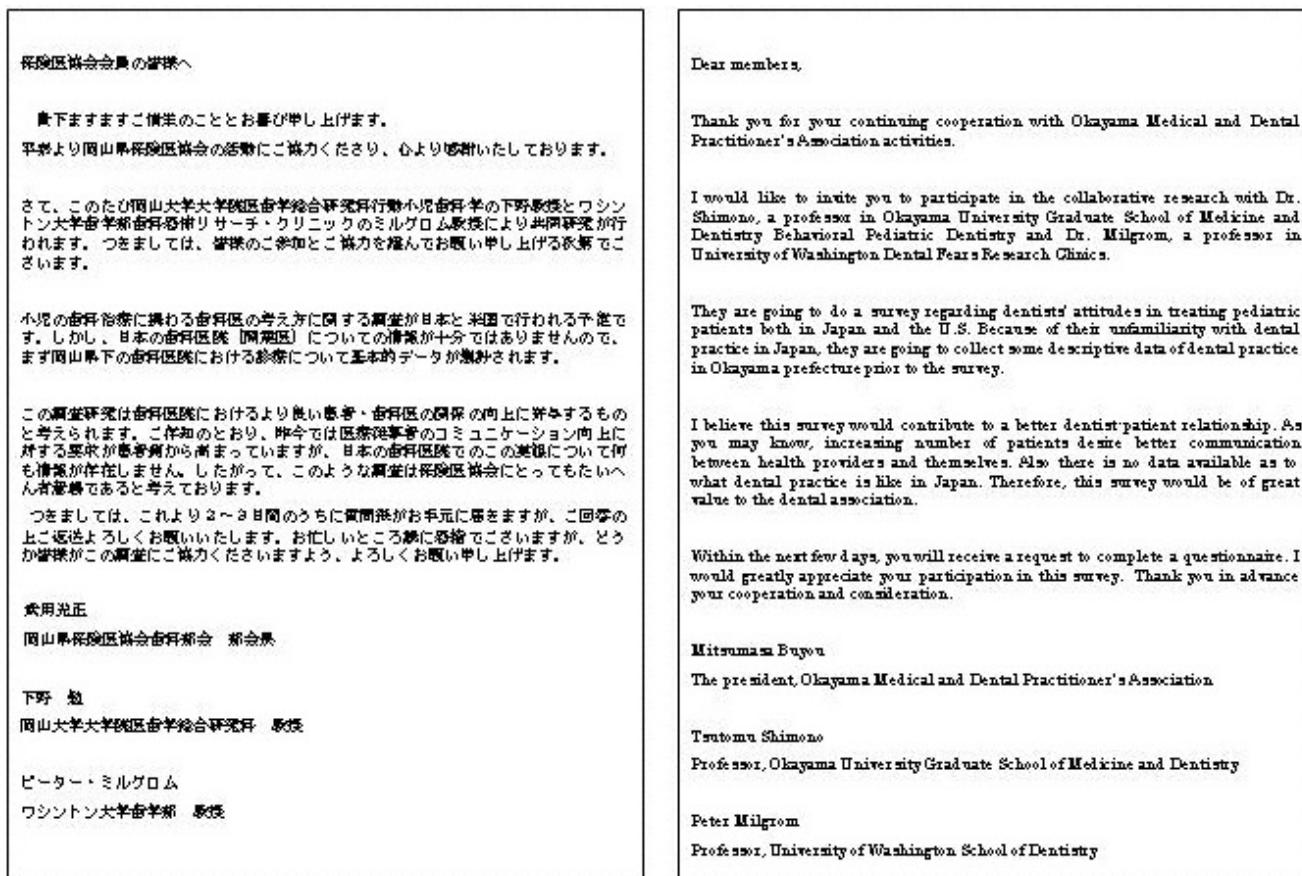 保険医協会会員の皆様へ
貴下ますますご清栄のこととお喜び申し上げます。
平素より岡山県保険医協会の活動にご協力くださり、心より感謝いたしております。
さて、このたび岡山大学大学院医歯学総合研究科行動小児歯科学の下野教授とワシン
トン大学歯学部歯科恐怖リサーチ・クリニックのミルグロム教授により共同研究が行
われます。つきましては、皆様のご参加とご協力を謹んでお願い申し上げる次第でご
ざいます。
小児の歯科治療に携わる歯科医の考え方に関する調査が日本と米国で行われる予定で
す。しかし、日本の歯科医院（開業医）についての情報が十分ではありませんので、
まず岡山県下の歯科医院における診療について基本的データが集計されます。
この調査研究は歯科医院におけるより良い患者・歯科医の関係の向上に寄与するもの
と考えられます。ご存知のとおり、昨今では医療従事者のコミュニケーション向上に
対する要求が患者側から高まっていますが、日本の歯科医院でのこの実態について何
も情報が存在しません。したがって、このような調査は保険医協会にとってもたいへ
ん有意義であると考えております。
つきましては、これより２～３日間のうちに質問票がお手元に届きますが、ご回答の
上ご返送よろしくお願いいたします。お忙しいところ誠に恐縮でございますが、どう
か皆様がこの調査にご協力くださいますよう、よろしくお願い申し上げます。
武用光正
岡山県保険医協会歯科部会 部会長
下野 勉
岡山大学大学院医歯学総合研究科 教授
ピーター・ミルグロム
ワシントン大学歯学部 教授
Dear members,
Thank you for your continuing cooperation with Okayama Medical and Dental
Practitioner's Association activities.
I would like to invite you to participate in the collaborative research with Dr.
Shimono, a professor in Okayama University Graduate School of Medicine and
Dentistry Behavioral Pediatric Dentistry and Dr. Milgrom, a professor in
University of Washington Dental Fears Research Clinics.
They are going to do a survey regarding dentists' attitudes in treating pediatric
patients both in Japan and the U.S. Because of their unfamiliarity with dental
practice in Japan, they are going to collect some descriptive data of dental practice
in Okayama prefecture prior to the survey.
I believe this survey would contribute to a better dentist-patient relationship. As
you may know, increasing number of patients desire better communication
between health providers and themselves. Also there is no data available as to
what dental practice is like in Japan. Therefore, this survey would be of great
value to the dental association.
Within the next few days, you will receive a request to complete a questionnaire. I
would greatly appreciate your participation in this survey. Thank you in advance
your cooperation and consideration.
Mitsumasa Buyou
The president, Okayama Medical and Dental Practitioner's Association
Tsutomu Shimono
Professor, Okayama University Graduate School of Medicine and Dentistry
Peter Milgrom
Professor, University of Washington School of Dentistry